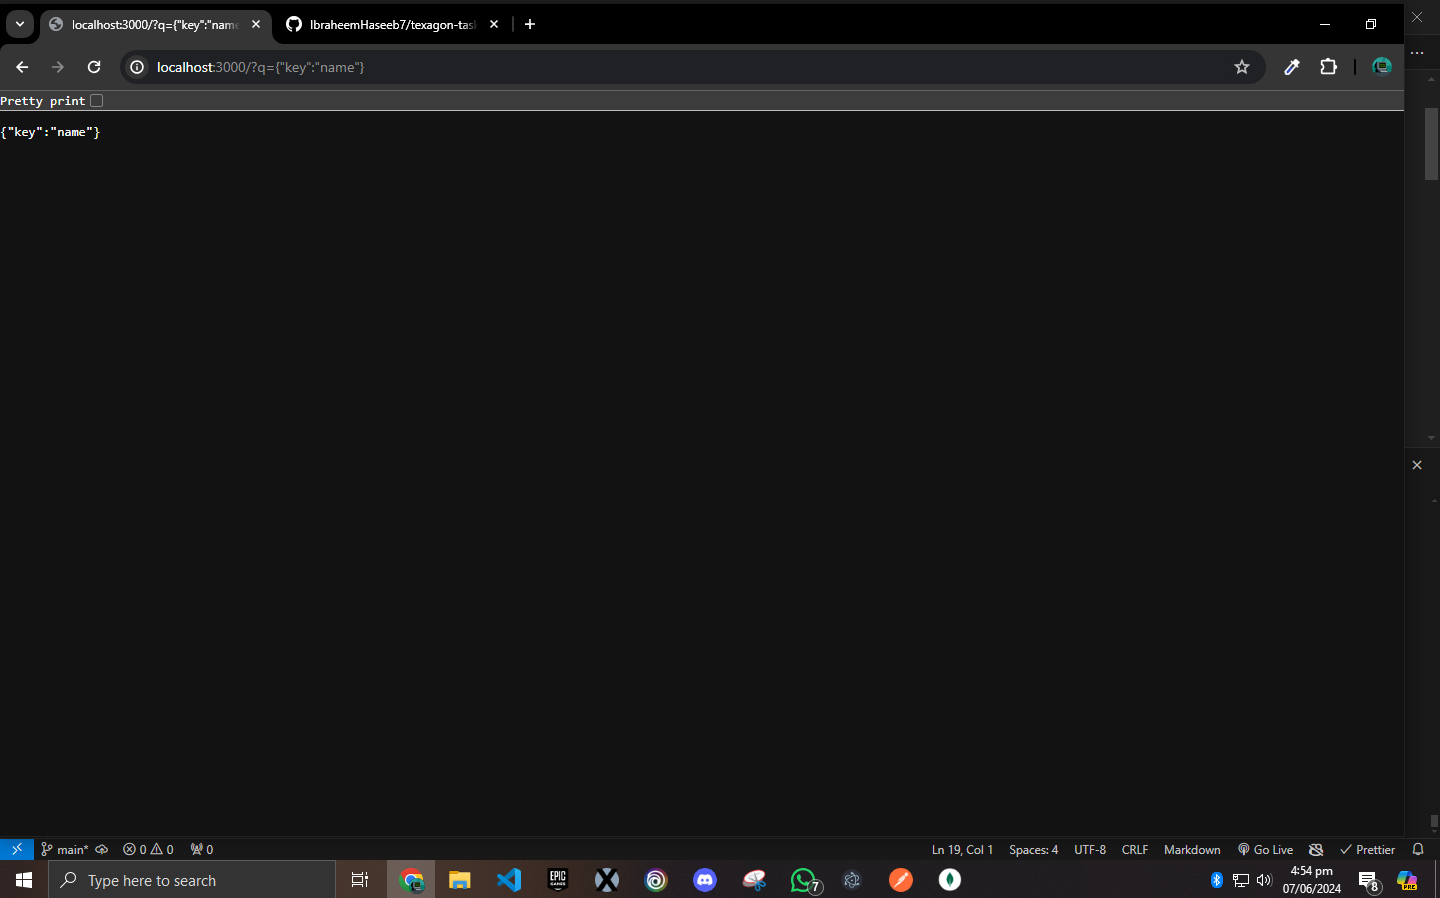 localhost:3000/?q={"key":"name
IbraheemHaseeb7/texagon-tas
localhost:3000/?q={"key":"name"}
Pretty print
{"key":"name"}
main*
0
0
0
Ln 19, Col 1
Spaces: 4
UTF-8
CRLF
Markdown
Go Live
Prettier
Type here to search
EPIC
GAMES
7
4:54 pm
07/06/2024
8
PRE